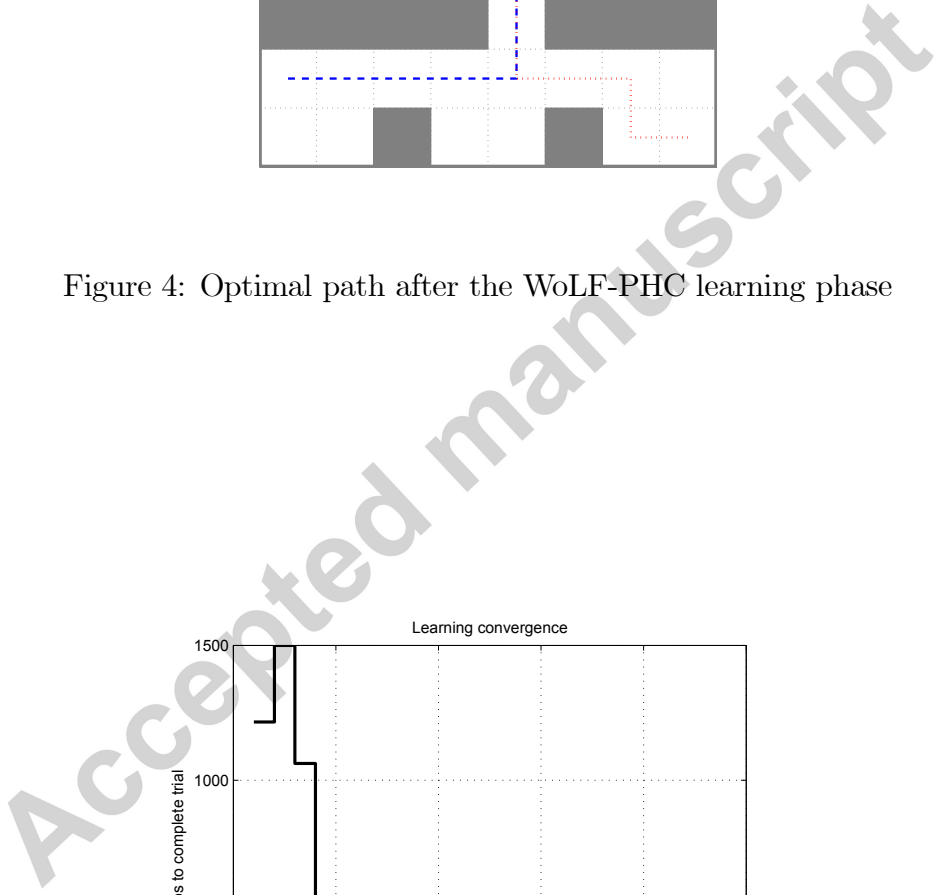 Figure 4: Optimal path after the WoLF-PHC learning phase
Accepted manuscript
Learning convergence
1500
1000
to complete trial